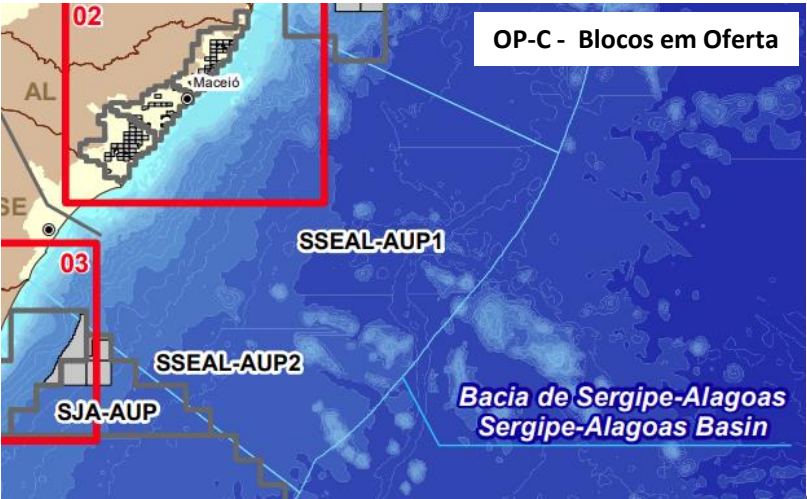 02
OP-C - Blocos em Oferta
AL
Maceió
SE
SSEAL-AUP1
03
SSEAL-AUP2
SJA-AUP
Bacia de Sergipe-Alagoas
Sergipe-Alagoas Basin